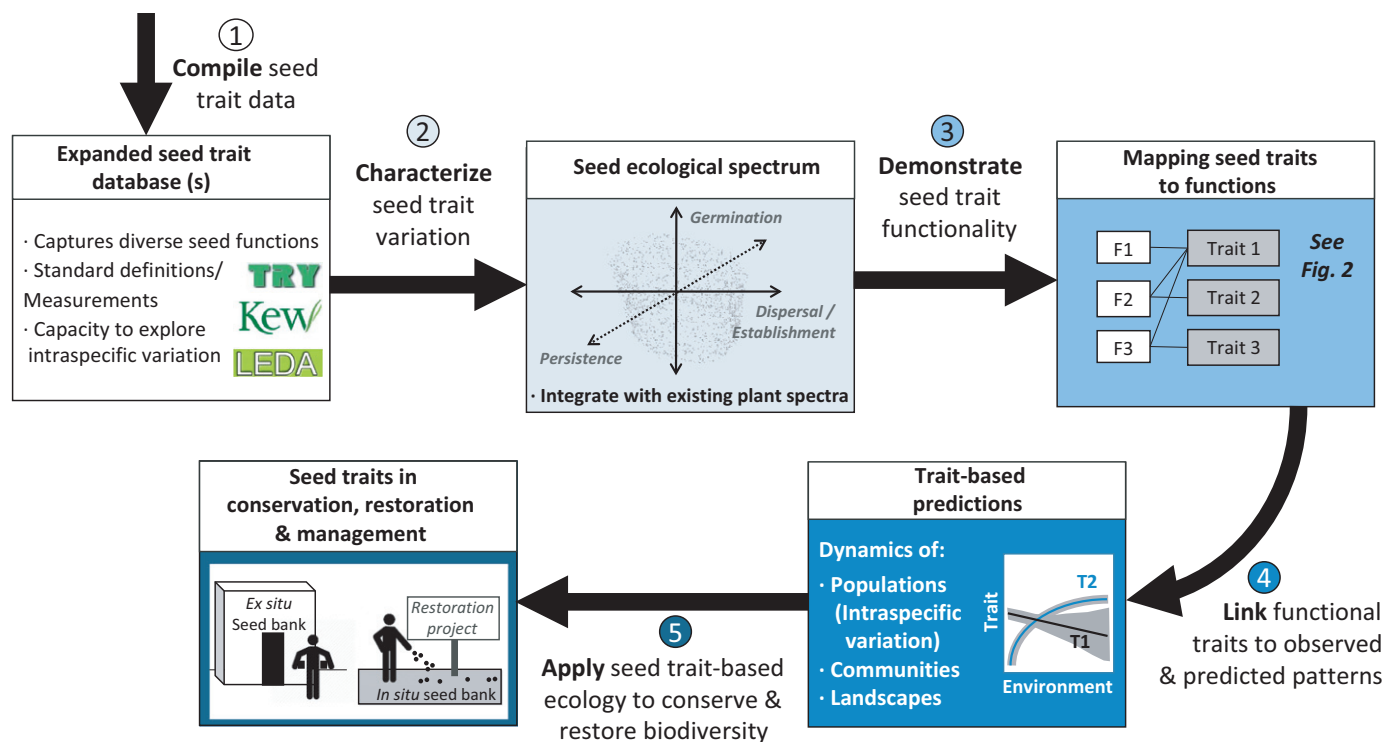 1
Compile seed
trait data
Expanded seed trait
database (s)
· Captures diverse seed functions
· Standard definitions/
Measurements
· Capacity to explore
intraspecific variation
TRY
Kew
LEDA
2
Characterize
seed trait
variation
Seed ecological spectrum
Germination
Dispersal /
Establishment
Persistence
· Integrate with existing plant spectra
3
Demonstrate
seed trait
functionality
Mapping seed traits
to functions
F1
Trait 1
F2
Trait 2
F3
Trait 3
See
Fig. 2
4
Link functional
traits to observed
& predicted patterns
Trait-based
predictions
Dynamics of:
· Populations
(Intraspecific
variation)
· Communities
· Landscapes
Trait
T2
T1
Environment
5
Apply seed trait-based
ecology to conserve &
restore biodiversity
Seed traits in
conservation, restoration
& management
Ex situ
Seed bank
Restoration
project
In situ seed bank